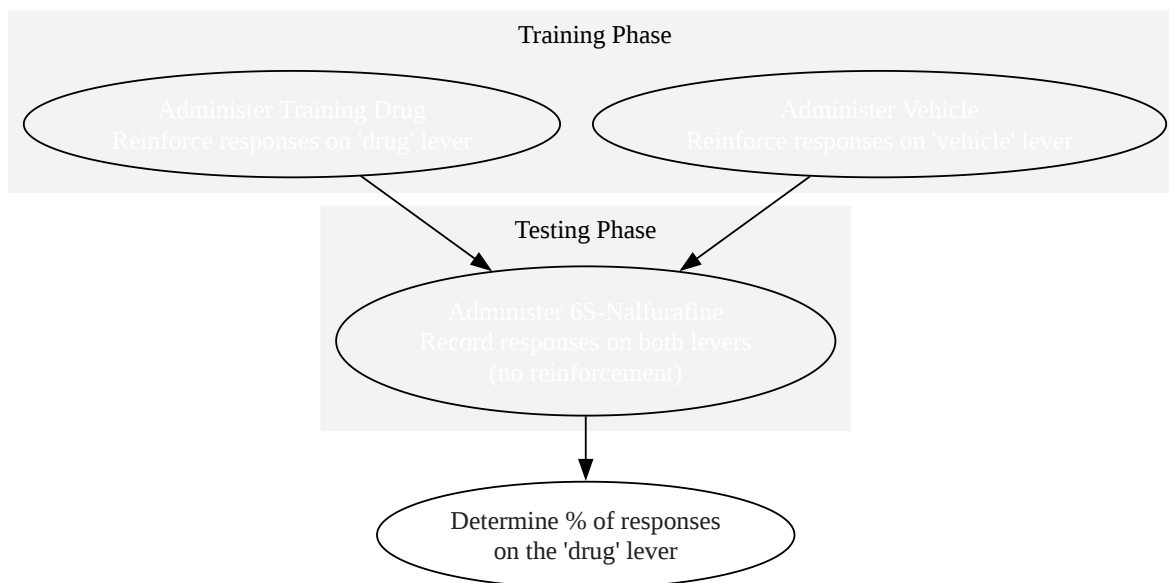 Training Phase
Administer Training Drug
Reinforce responses on 'drug' lever
Administer Vehicle
Reinforce responses on 'vehicle' lever
Testing Phase
Administer 6S-Nalfurafine
Record responses on both levers
(no reinforcement)
Determine % of responses
on the 'drug' lever